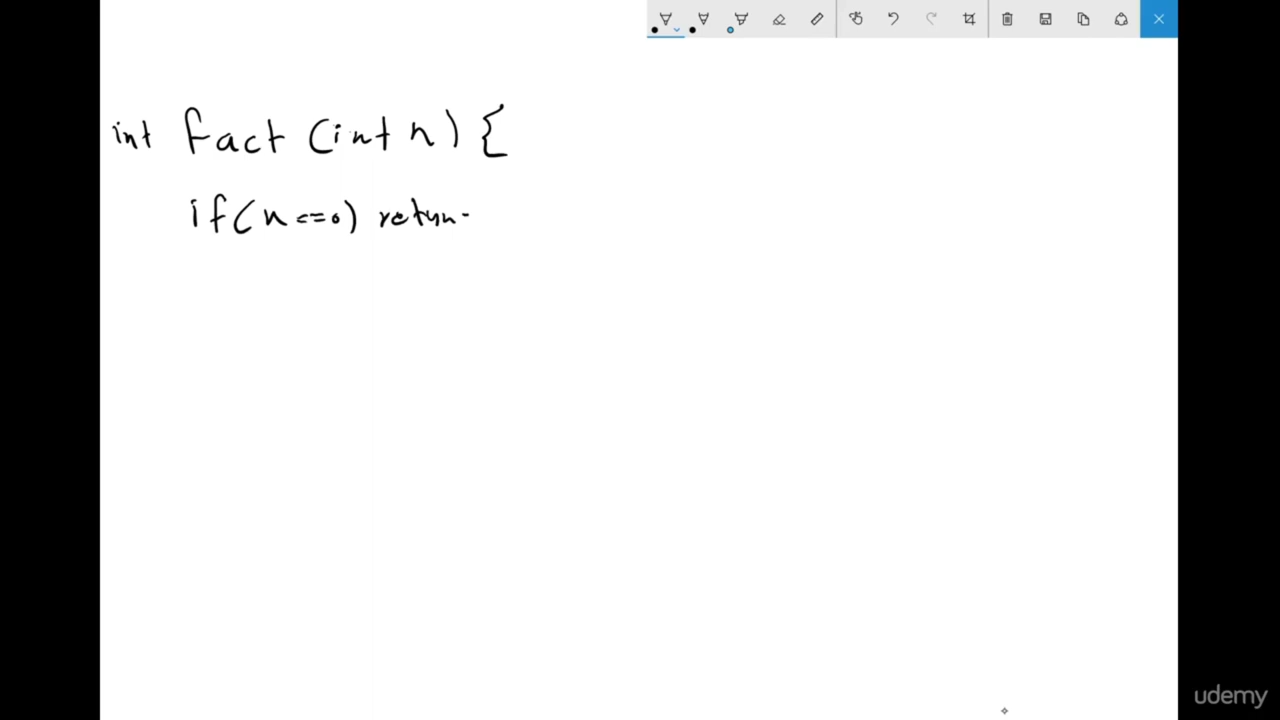 int fact (int n) {
if(n<==0) return
udemy